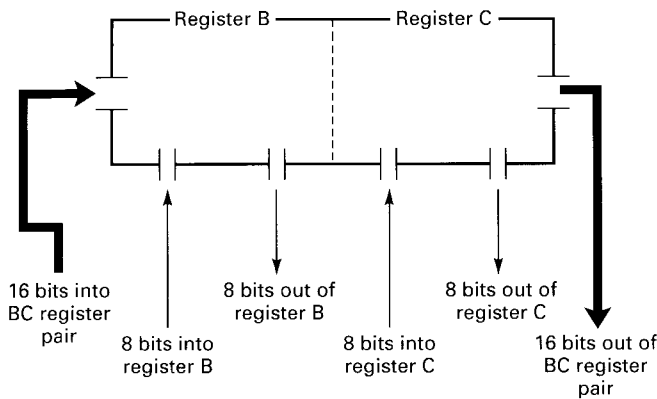 Register B
Register C
16 bits into
BC register
pair
8 bits into
register B
8 bits out of
register B
8 bits into
register C
8 bits out of
register C
16 bits out of
BC register
pair